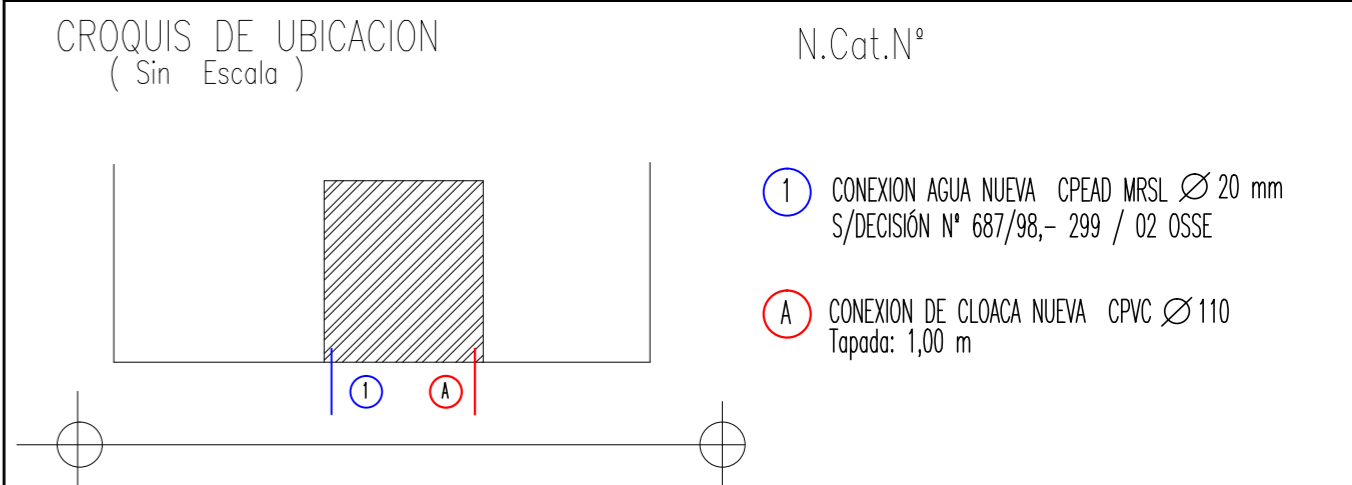 CROQUIS DE UBICACION
( Sin Escala )
N.Cat.Nº
1 CONEXION AGUA NUEVA CPEAD MRSL Ø 20 mm
S/DECISIÓN Nº 687/98,- 299 / 02 OSSE
A CONEXION DE CLOACA NUEVA CPVC Ø 110
Tapada: 1,00 m
1
A